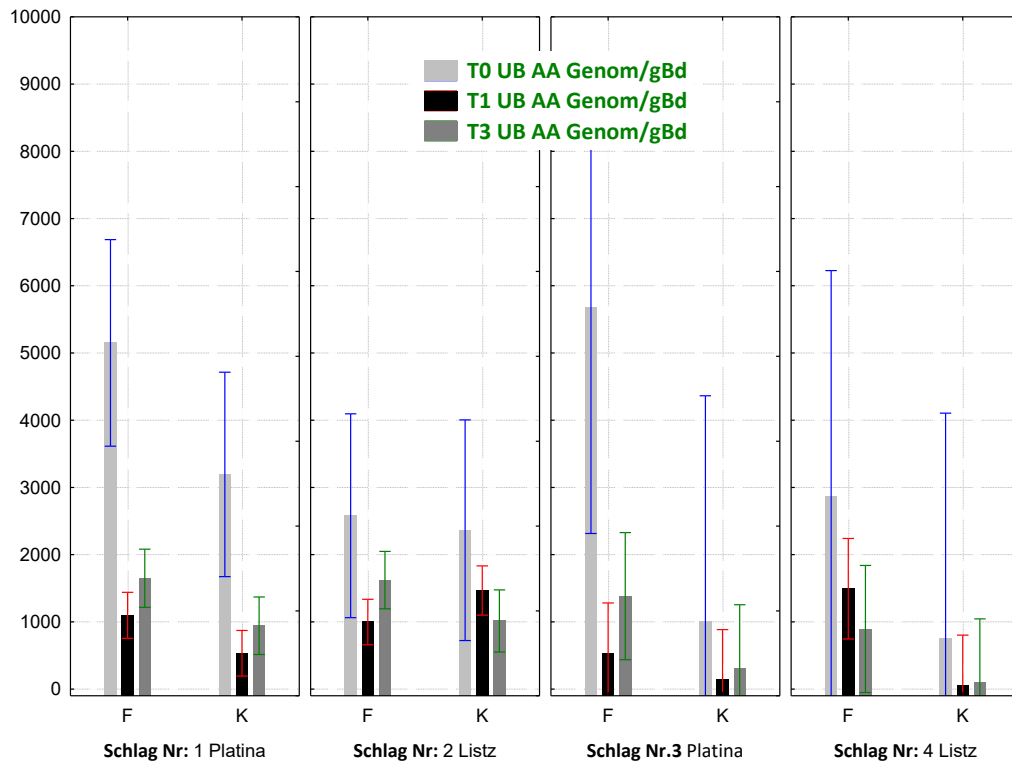 10000
9000
8000
7000
6000
5000
4000
3000
2000
1000
0
T0 UB AA Genom/gBd
T1 UB AA Genom/gBd
T3 UB AA Genom/gBd
F K F K F K F K
Schlag Nr: 1 Platina Schlag Nr: 2 Listz Schlag Nr.3 Platina Schlag Nr: 4 Listz